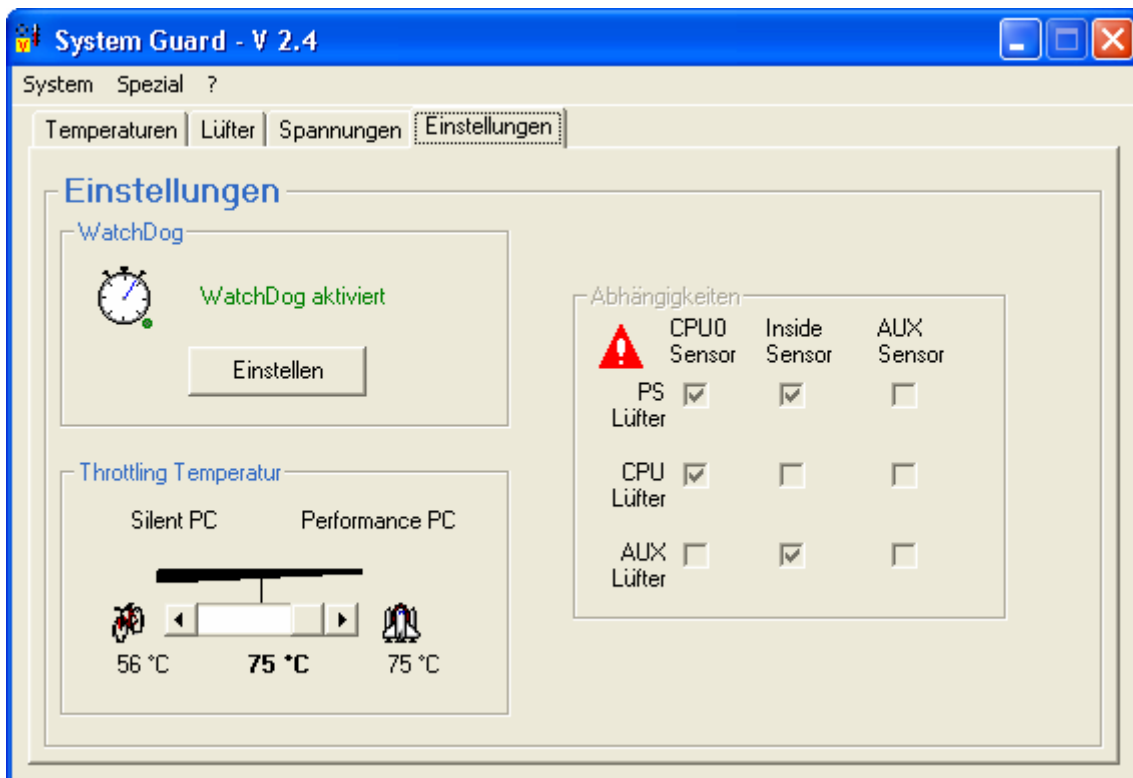 System Guard - V 2.4
System Spezial ?
Temperaturen Lüfter Spannungen Einstellungen
Einstellungen
WatchDog
WatchDog aktiviert
Einstellen
Throttling Temperatur
Silent PC Performance PC
56 °C 75 °C 75 °C
Abhängigkeiten
CPU0 Sensor Inside Sensor AUX Sensor
PS Lüfter
CPU Lüfter
AUX Lüfter